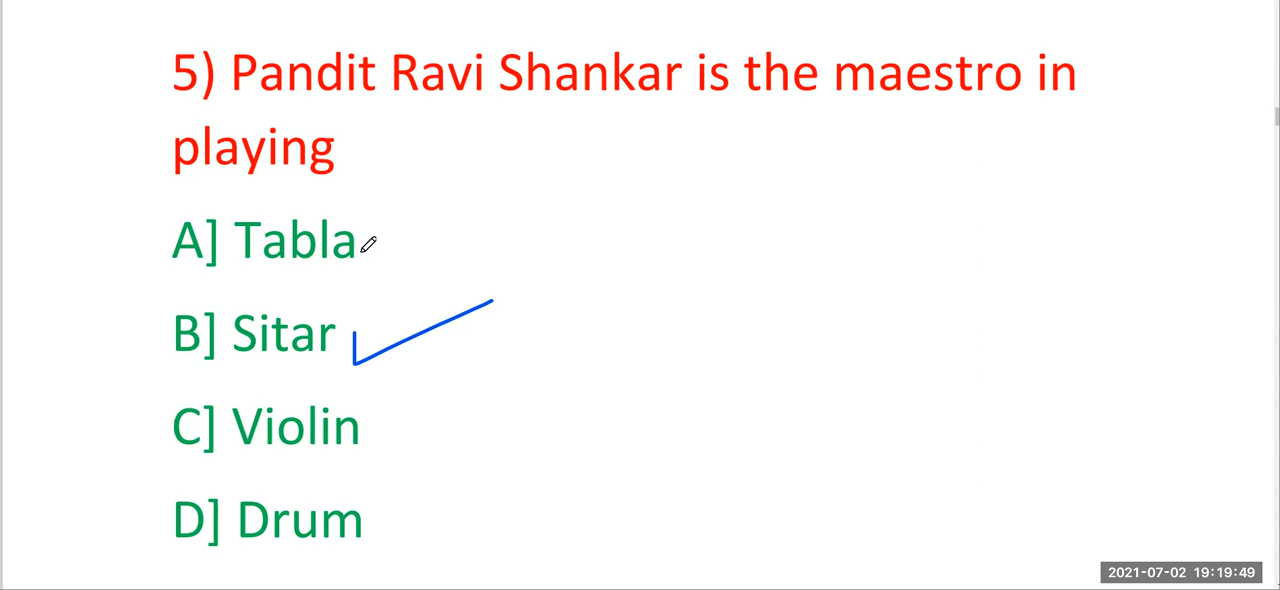 5) Pandit Ravi Shankar is the maestro in
playing
A] Tabla
B] Sitar
C] Violin
D] Drum
2021-07-02 19:19:49